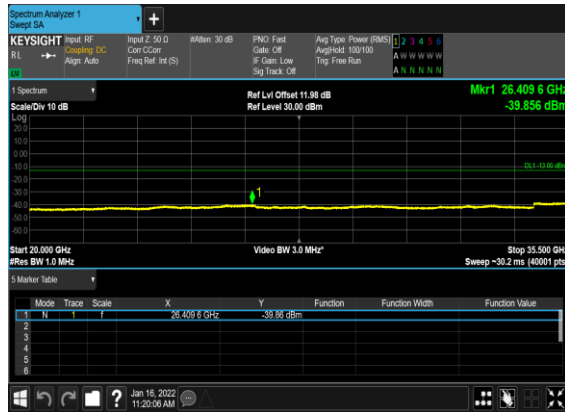 Spectrum Analyzer 1
Swept SA
+
KEYSIGHT Input: RF Input Z: 50 Ω #Atten: 30 dB PNO: Fast Avg Type: Power (RMS) 1 2 3 4 5 6
RL Coupling: DC Corr CCorr Gate: Off Avg|Hold: 100/100 A W W W W W
Align: Auto Freq Ref: Int (S) IF Gain: Low Trig: Free Run
LW Sig Track: Off A N N N N N
1 Spectrum Ref Lvl Offset 11.98 dB Mkr1 26.409 6 GHz
Scale/Div 10 dB Ref Level 30.00 dBm -39.856 dBm
Log
20.0
10.0
0.00
-10.0 DL1 -13.00 dBm
-20.0
-30.0
1
-40.0
-50.0
-60.0
Start 20.000 GHz Video BW 3.0 MHz* Stop 35.500 GHz
#Res BW 1.0 MHz Sweep ~30.2 ms (40001 pts)
5 Marker Table
Mode Trace Scale X Y Function Function Width Function Value
1 N 1 f 26.409 6 GHz -39.86 dBm
2
3
4
5
6
? Jan 16, 2022
11:20:06 AM